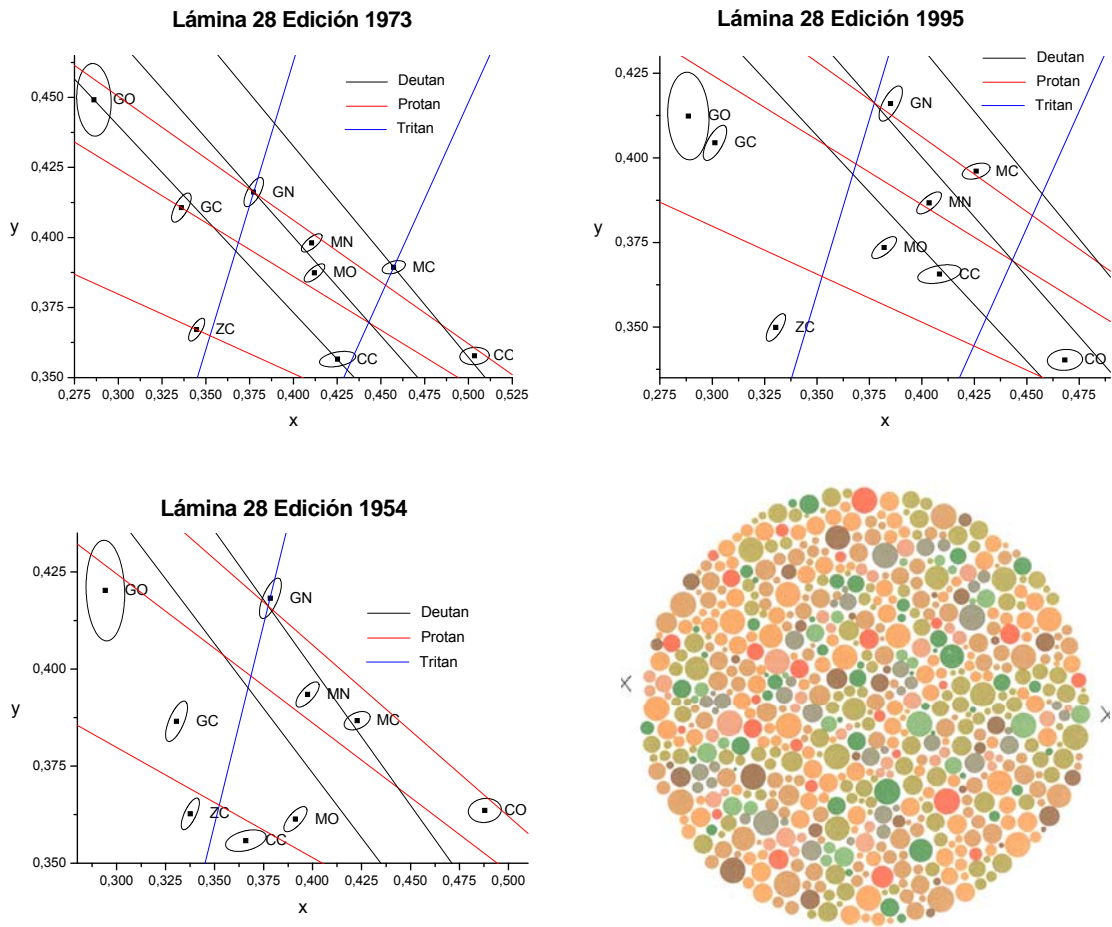 Lámina 28 Edición 1973
0,450
0,425
0,400
0,375
0,350
y
GO
GC
GN
MN
MO
MC
ZC
CC
CC
Deutan
Protan
Tritan
0,275 0,300 0,325 0,350 0,375 0,400 0,425 0,450 0,475 0,500 0,525
x
Lámina 28 Edición 1995
0,425
0,400
0,375
0,350
y
GO
GC
GN
MC
MN
MO
CC
ZC
CO
Deutan
Protan
Tritan
0,275 0,300 0,325 0,350 0,375 0,400 0,425 0,450 0,475
x
Lámina 28 Edición 1954
0,425
0,400
0,375
0,350
y
GO
GN
MN
MC
GC
ZC
MO
CC
CO
Deutan
Protan
Tritan
0,300 0,325 0,350 0,375 0,400 0,425 0,450 0,475 0,500
x
X
X